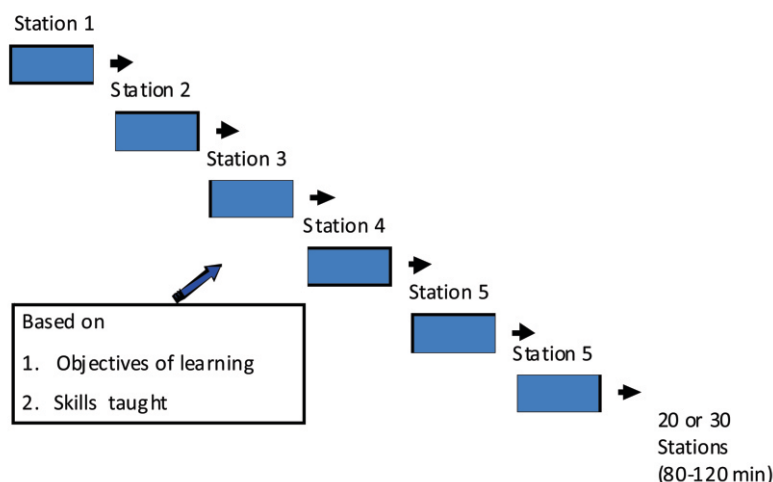 Station 1
Station 2
Station 3
Station 4
Station 5
Station 5
Based on
1. Objectives of learning
2. Skills taught
20 or 30
Stations
(80-120 min)